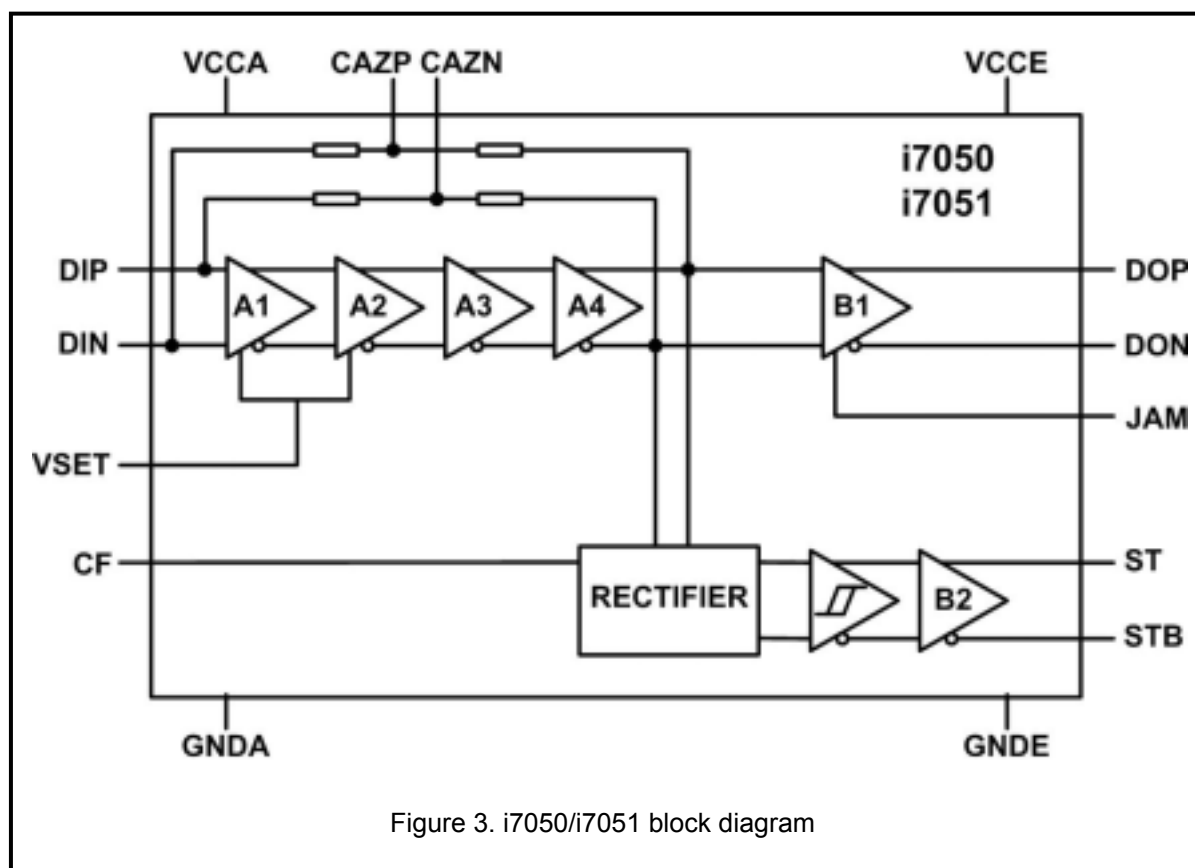 VCCA CAZP CAZN VCCE
i7050
i7051
DIP A1 A2 A3 A4 B1 DOP
DIN DON
JAM
VSET
CF ST
RECTIFIER B2
STB
GNDA GNDE
Figure 3. i7050/i7051 block diagram